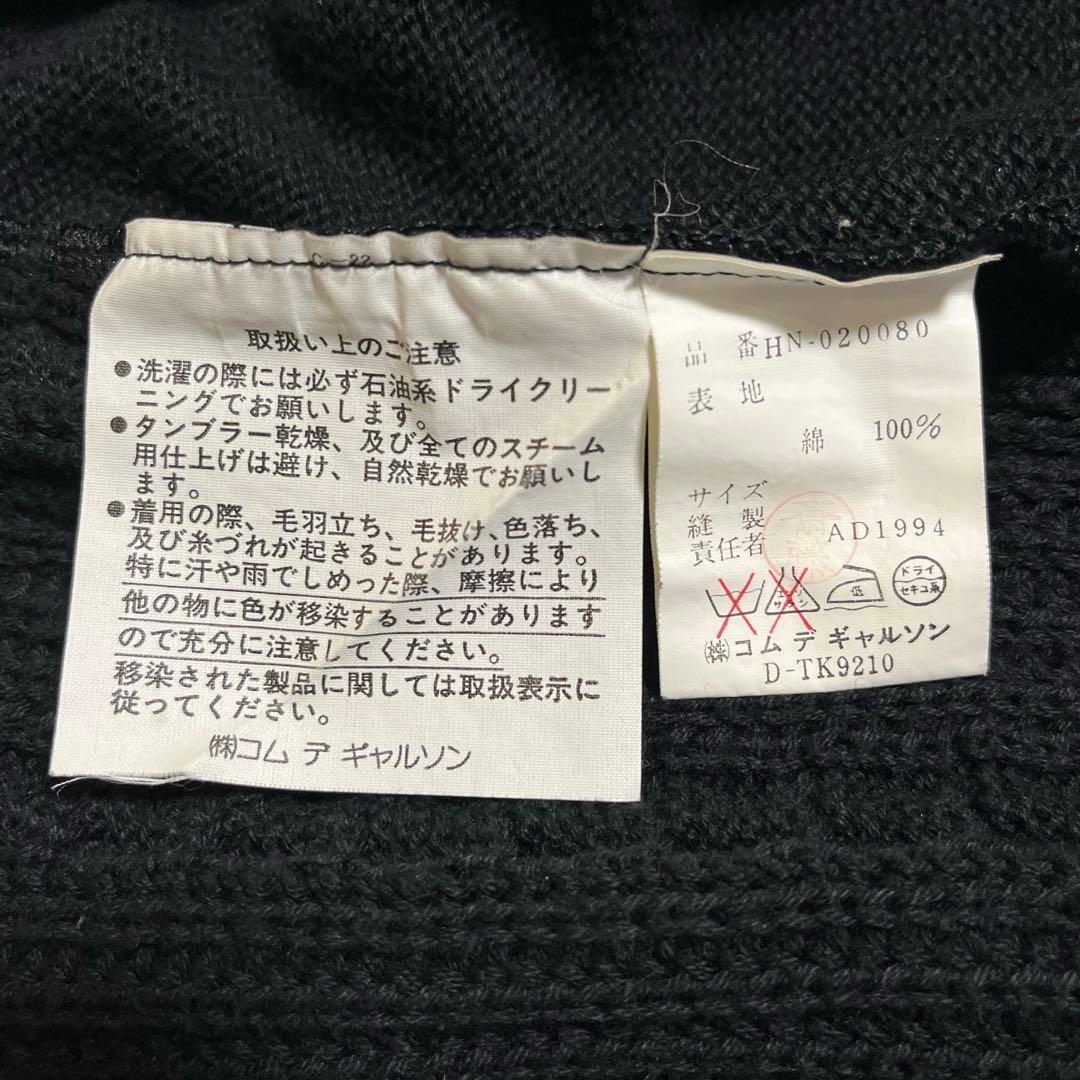 C-22
取扱い上のご注意
●洗濯の際には必ず石油系ドライクリー
ニングでお願いします。
●タンブラー乾燥、及び全てのスチーム
用仕上げは避け、自然乾燥でお願いし
ます。
●着用の際、毛羽立ち、毛抜け、色落ち、
及び糸づれが起きることがあります。
特に汗や雨でしめった際、摩擦により
他の物に色が移染することがあります
ので充分に注意してください。
移染された製品に関しては取扱表示に
従ってください。
㈱コム デ ギャルソン
品番HN-020080
表地
綿 100%
サイズ
縫製
責任者 AD1994
低 ドライ セキユ系
㈱コム デ ギャルソン
D-TK9210